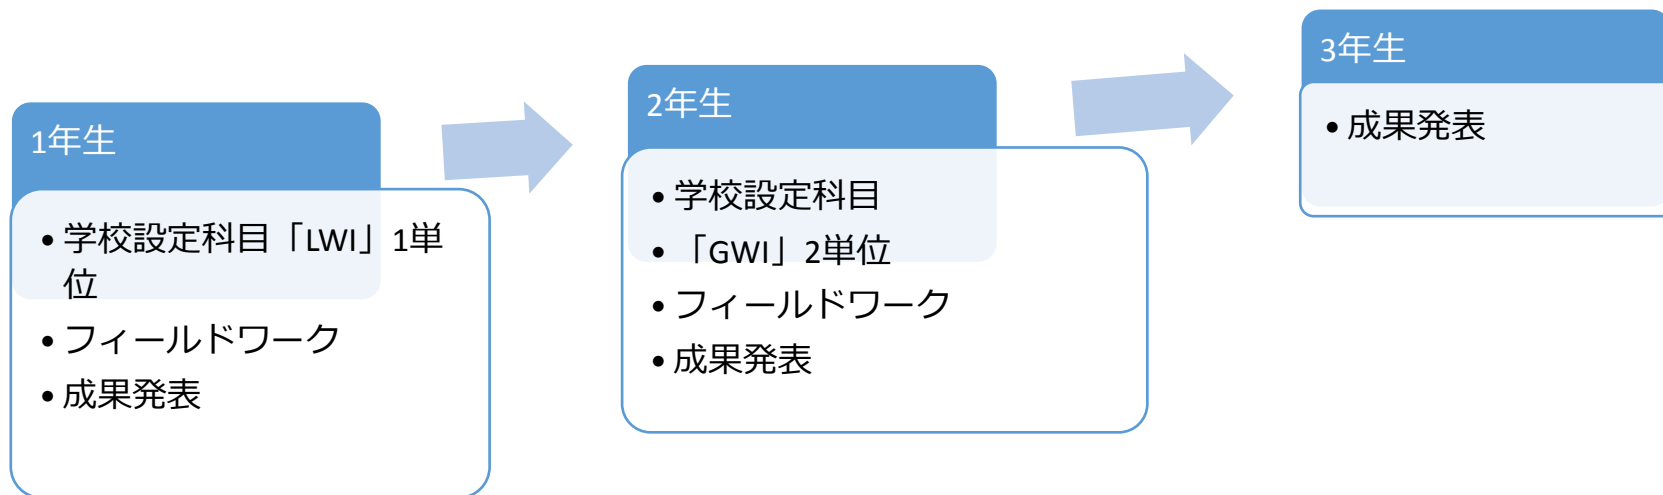 1年生
• 学校設定科目「LWI」1単
位
• フィールドワーク
• 成果発表
2年生
• 学校設定科目
• 「GWI」2単位
• フィールドワーク
• 成果発表
3年生
• 成果発表